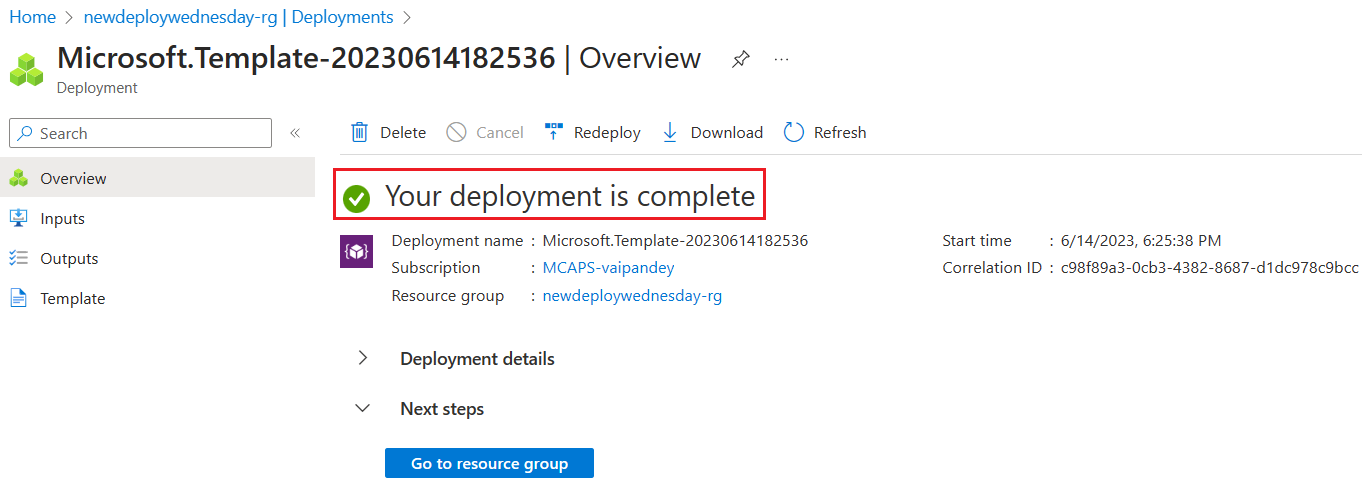 Home > newdeploywednesday-rg | Deployments >
Microsoft.Template-20230614182536 | Overview ...
Deployment
Search «
Delete Cancel Redeploy Download Refresh
Overview
Inputs
Outputs
Template
Your deployment is complete
Deployment name : Microsoft.Template-20230614182536
Subscription : MCAPS-vaipandey
Resource group : newdeploywednesday-rg
Start time : 6/14/2023, 6:25:38 PM
Correlation ID : c98f89a3-0cb3-4382-8687-d1dc978c9bcc
Deployment details
Next steps
Go to resource group